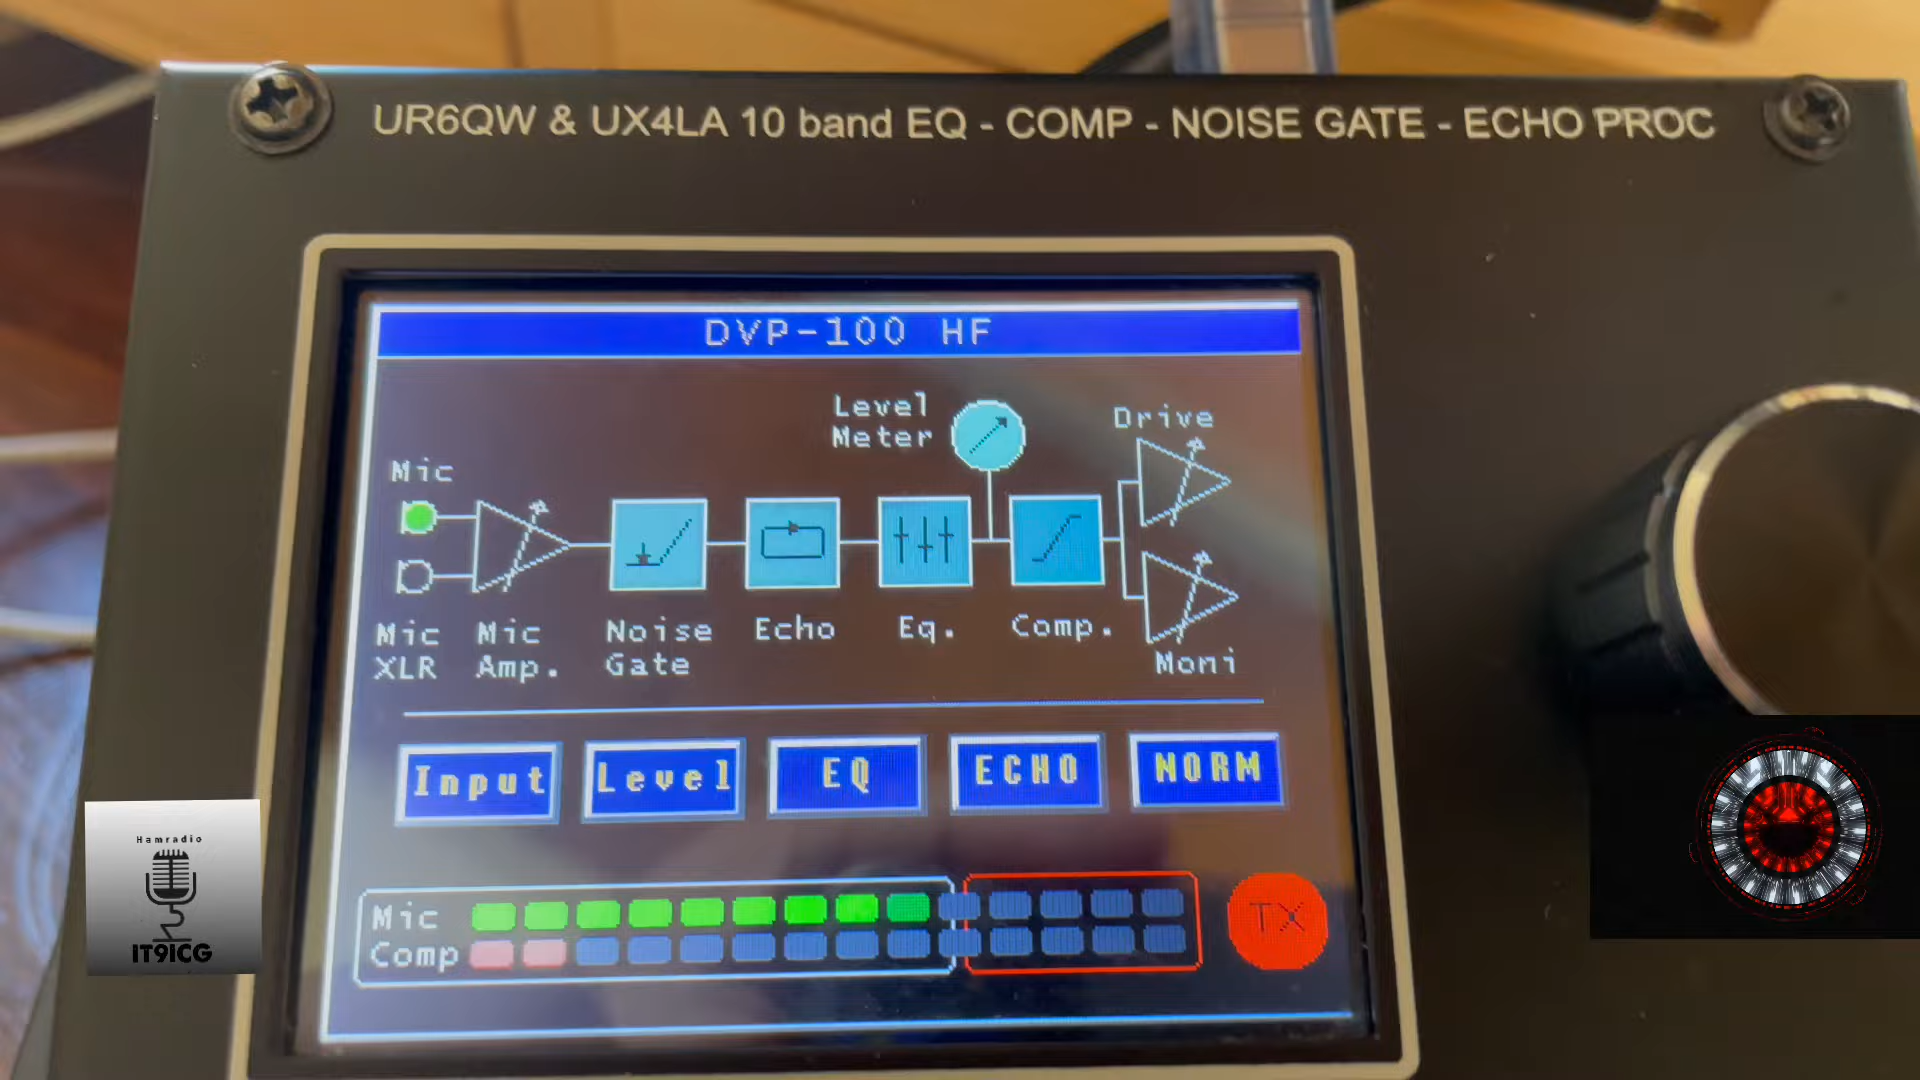 UR6QW & UX4LA 10 band EQ - COMP - NOISE GATE - ECHO PROC
DVP-100 HF
Level
Meter
Drive
Mic
Mic
XLR
Mic
Amp.
Noise
Gate
Echo
Eq.
Comp.
Moni
Input
Level
EQ
ECHO
NORM
Mic
Comp
TX
Hamradio
IT9ICG